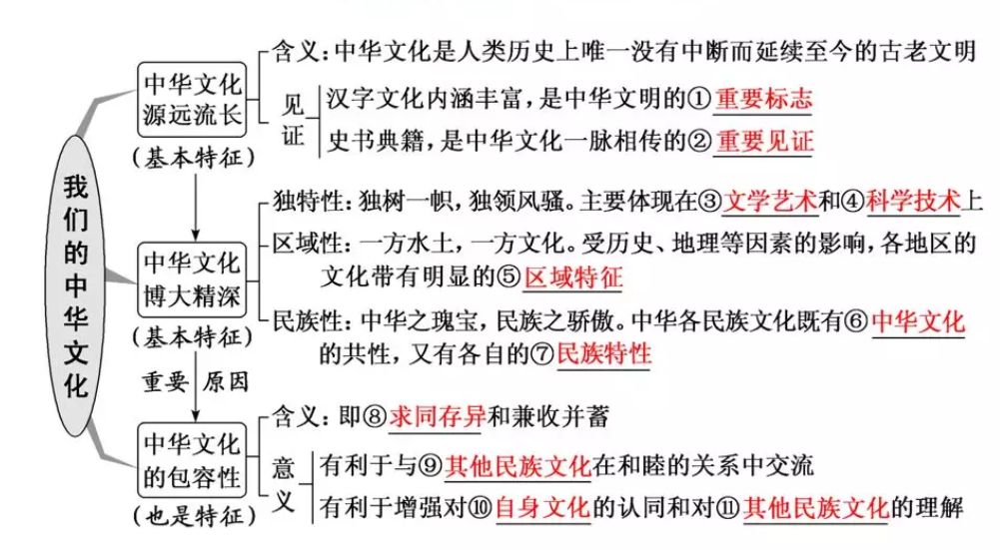 我们的中华文化
中华文化
源远流长
(基本特征)
含义:中华文化是人类历史上唯一没有中断而延续至今的古老文明
见证
汉字文化内涵丰富,是中华文明的①重要标志
史书典籍,是中华文化一脉相传的②重要见证
中华文化
博大精深
(基本特征)
独特性:独树一帜,独领风骚。主要体现在③文学艺术和④科学技术上
区域性:一方水土,一方文化。受历史、地理等因素的影响,各地区的
文化带有明显的⑤区域特征
民族性:中华之瑰宝,民族之骄傲。中华各民族文化既有⑥中华文化
的共性,又有各自的⑦民族特性
重要 原因
中华文化
的包容性
(也是特征)
含义:即⑧求同存异和兼收并蓄
意义
有利于与⑨其他民族文化在和睦的关系中交流
有利于增强对⑩自身文化的认同和对⑪其他民族文化的理解